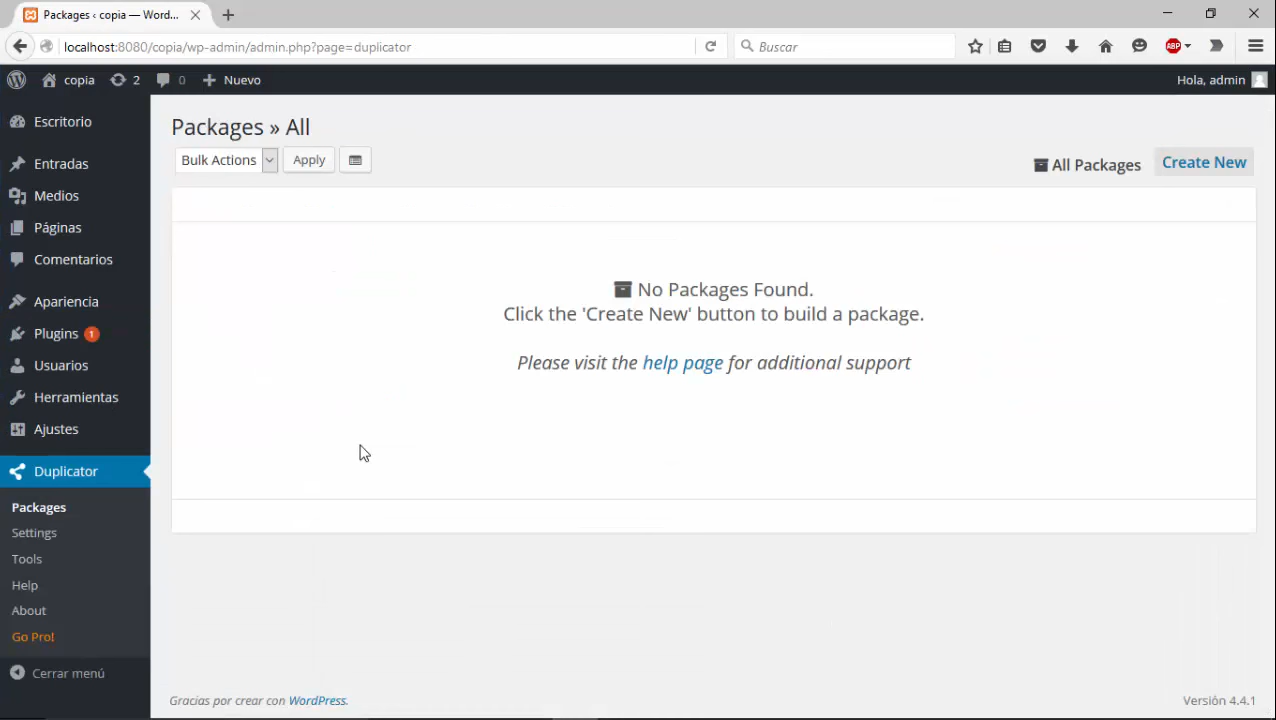 Packages ‹ copia — Word...
localhost:8080/copia/wp-admin/admin.php?page=duplicator
Buscar
ABP
copia
2
0
Nuevo
Hola, admin
Escritorio
Entradas
Medios
Páginas
Comentarios
Apariencia
Plugins 1
Usuarios
Herramientas
Ajustes
Duplicator
Packages
Settings
Tools
Help
About
Go Pro!
Cerrar menú
Packages » All
Bulk Actions
Apply
All Packages
Create New
No Packages Found.
Click the 'Create New' button to build a package.
Please visit the help page for additional support
Gracias por crear con WordPress.
Versión 4.4.1